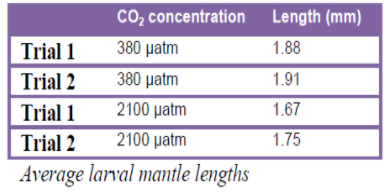 CO₂ concentration Length (mm)
Trial 1 380 µatm 1.88
Trial 2 380 µatm 1.91
Trial 1 2100 µatm 1.67
Trial 2 2100 µatm 1.75
Average larval mantle lengths